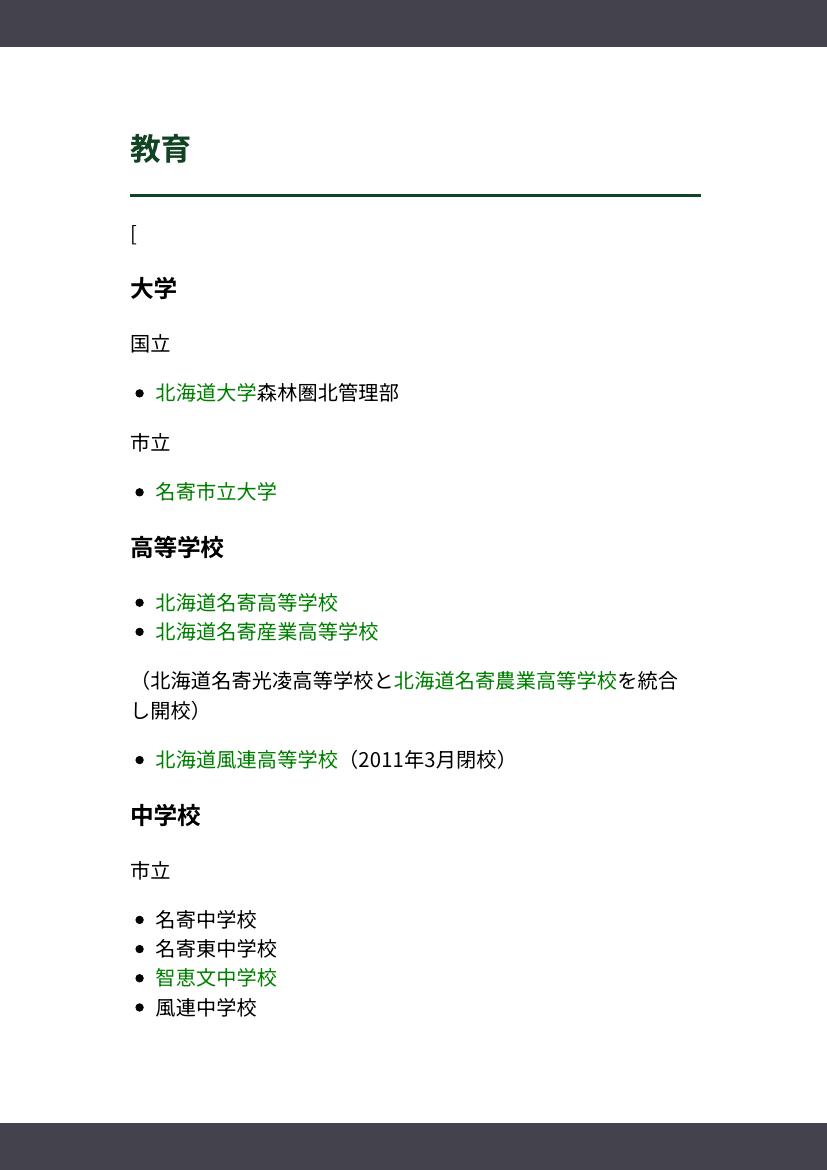 教育
[
大学
国立
北海道大学森林圏北管理部
市立
名寄市立大学
高等学校
北海道名寄高等学校
北海道名寄産業高等学校
（北海道名寄光凌高等学校と北海道名寄農業高等学校を統合
し開校）
北海道風連高等学校（2011年3月閉校）
中学校
市立
名寄中学校
名寄東中学校
智恵文中学校
風連中学校